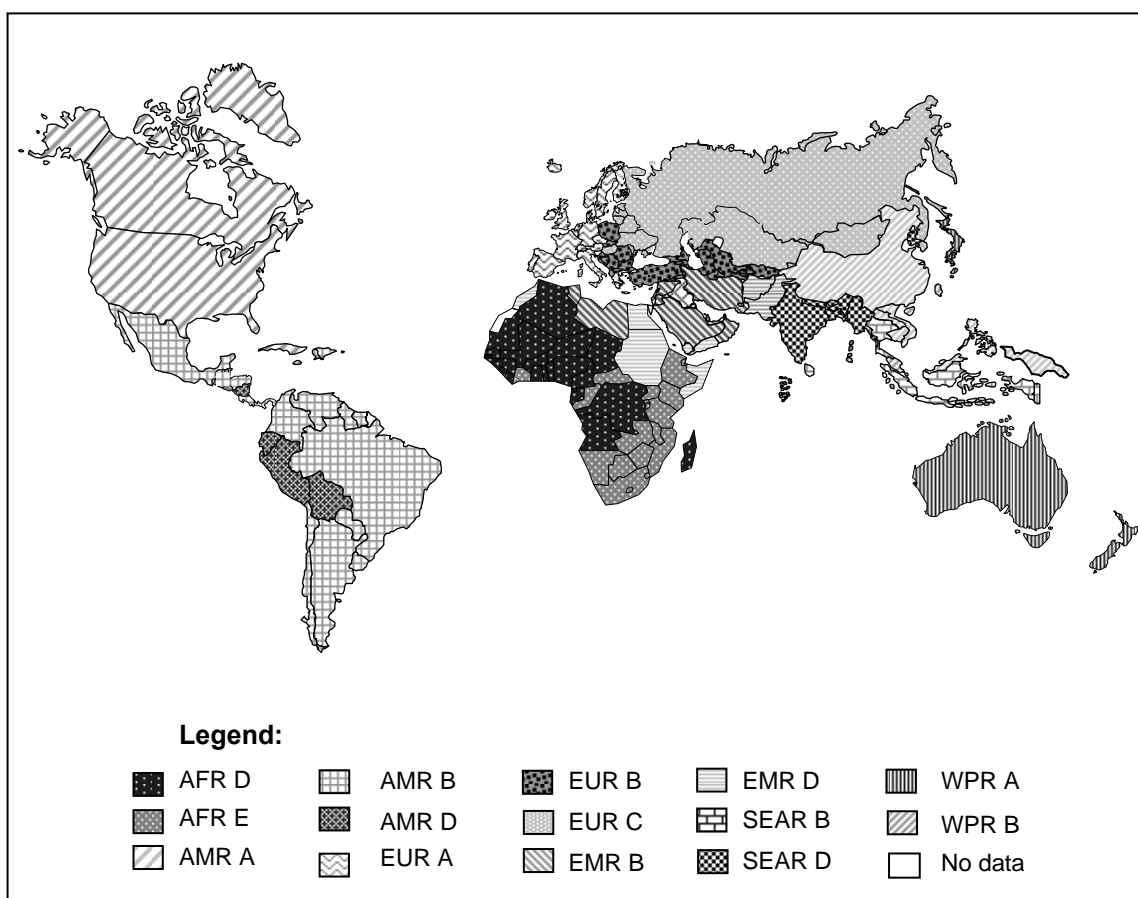 Legend:
AFR D
AMR B
EUR B
EMR D
WPR A
AFR E
AMR D
EUR C
SEAR B
WPR B
AMR A
EUR A
EMR B
SEAR D
No data